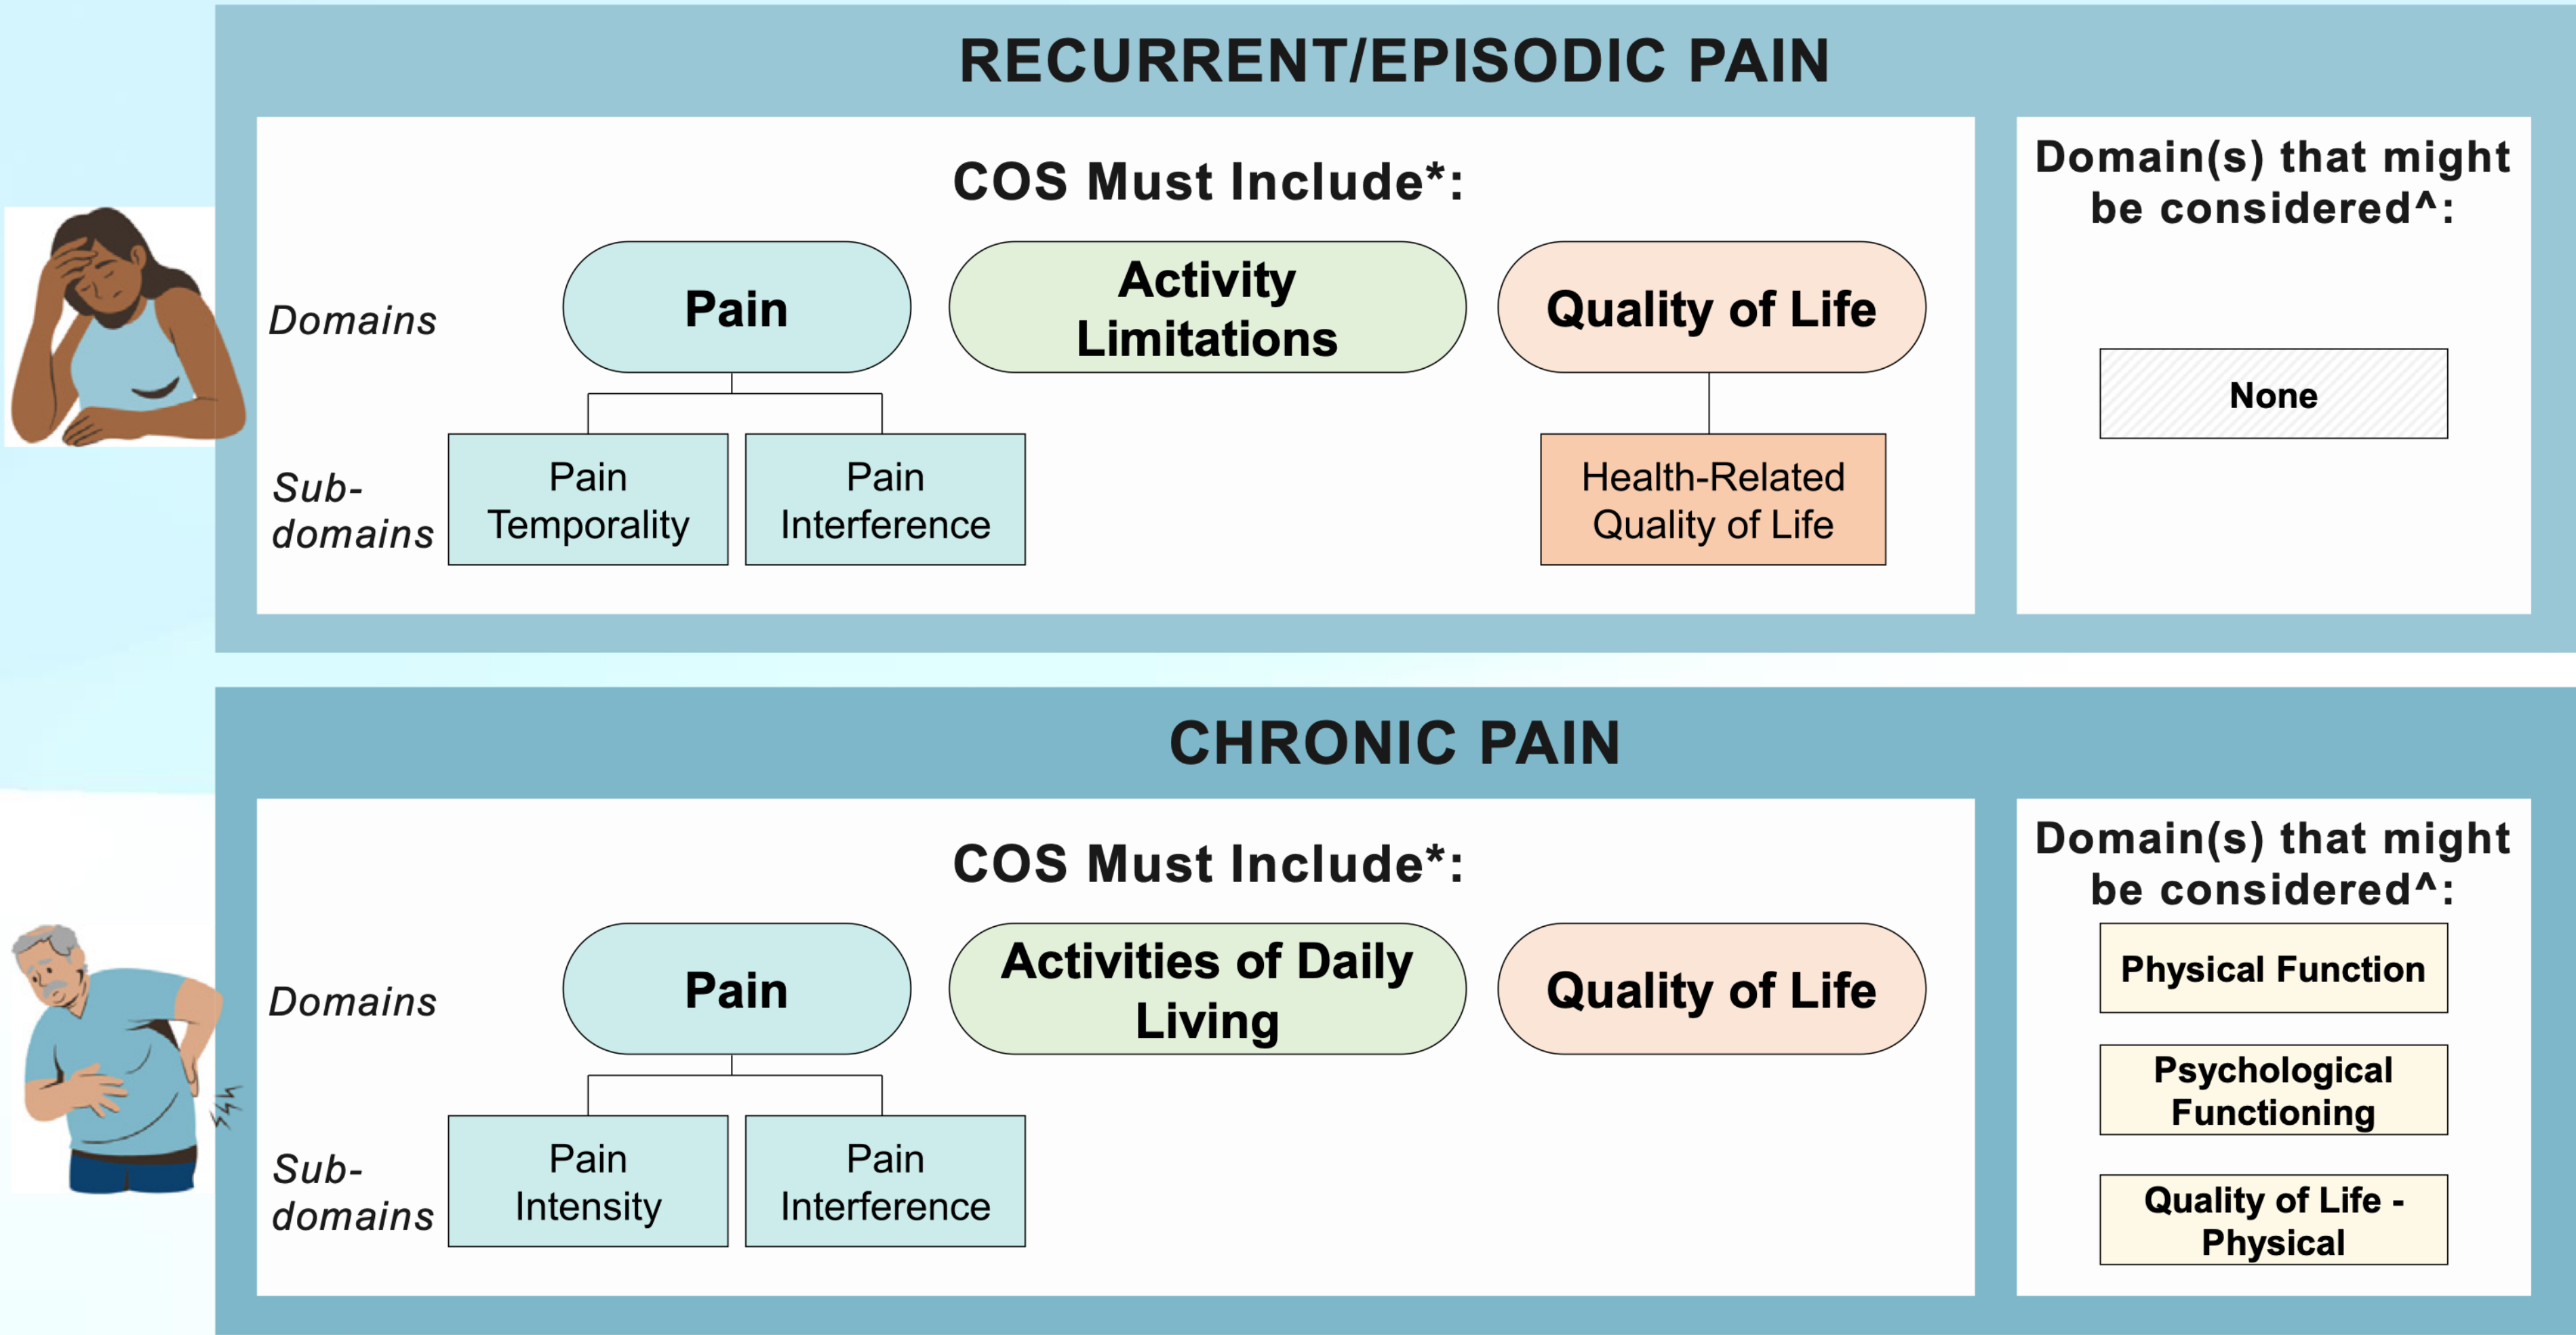 RECURRENT/EPISODIC PAIN
COS Must Include*:
Domains
Pain
Activity
Limitations
Quality of Life
Sub-
domains
Pain
Temporality
Pain
Interference
Health-Related
Quality of Life
Domain(s) that might
be considered^:
None
CHRONIC PAIN
COS Must Include*:
Domains
Pain
Activities of Daily
Living
Quality of Life
Sub-
domains
Pain
Intensity
Pain
Interference
Domain(s) that might
be considered^:
Physical Function
Psychological
Functioning
Quality of Life -
Physical